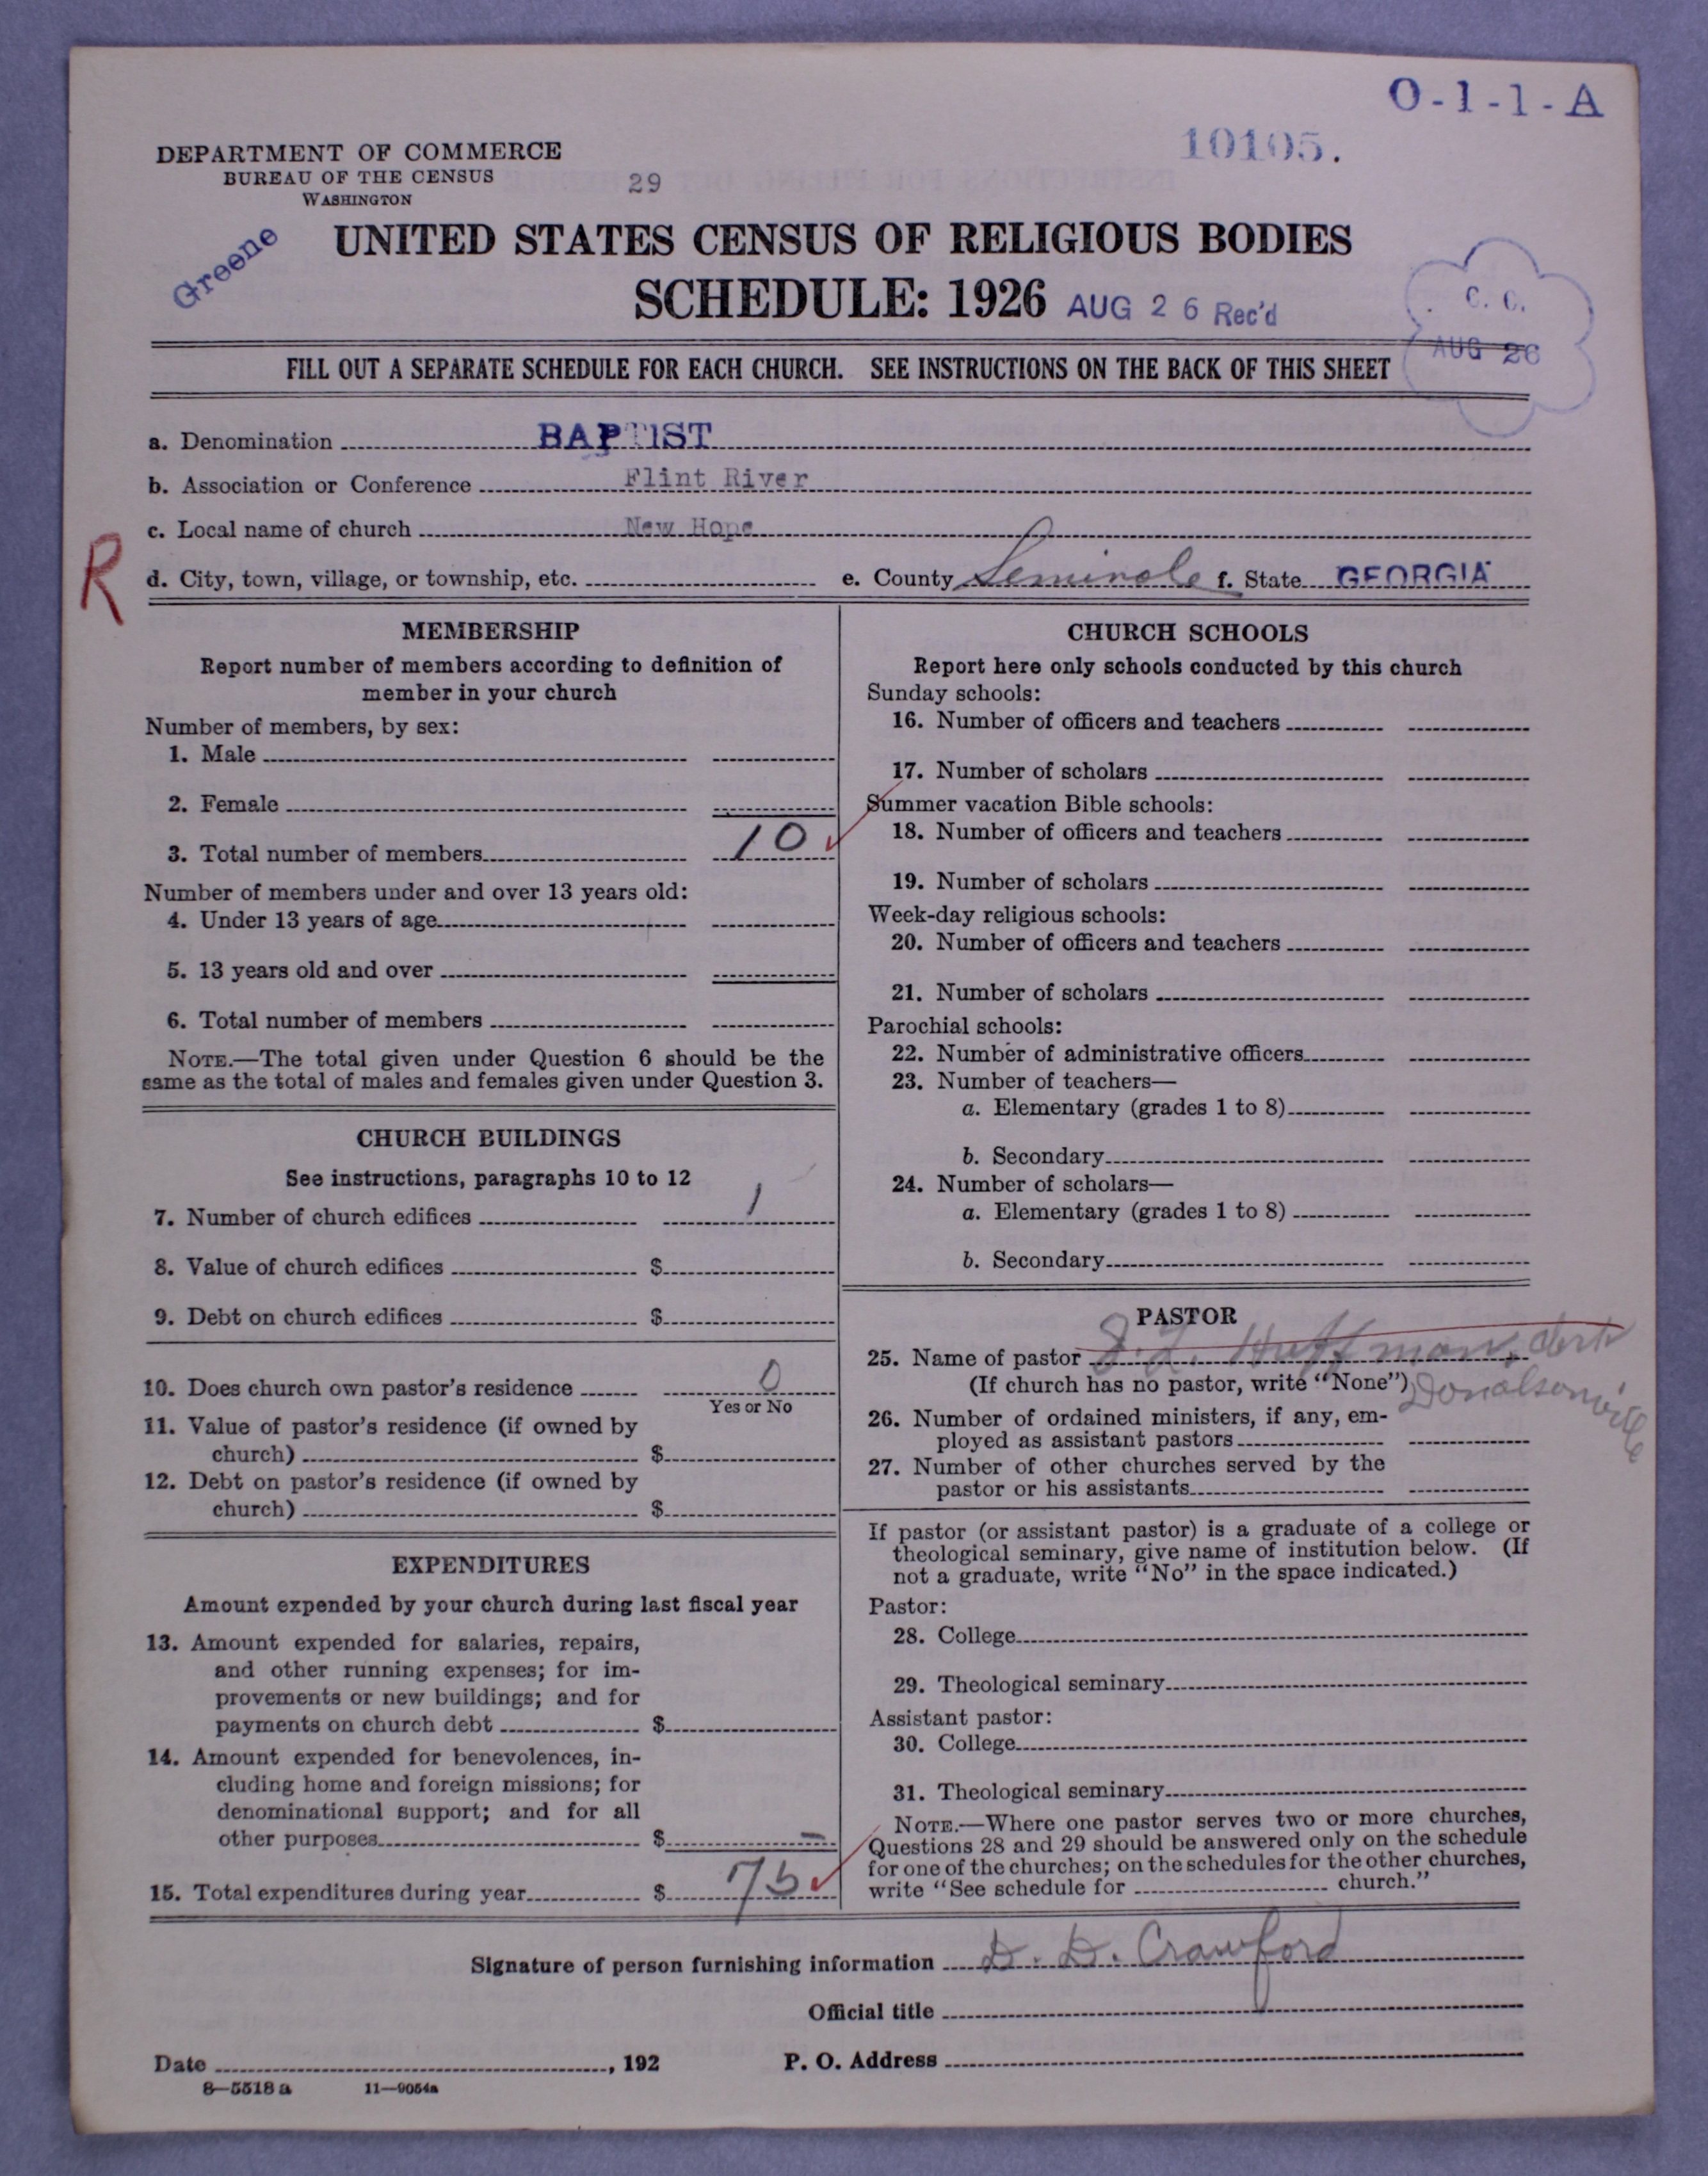 O-1-1-A
10105.
DEPARTMENT OF COMMERCE
BUREAU OF THE CENSUS
WASHINGTON
29
Greene
UNITED STATES CENSUS OF RELIGIOUS BODIES
SCHEDULE: 1926 AUG 26 Rec'd
C. C.
AUG 26
FILL OUT A SEPARATE SCHEDULE FOR EACH CHURCH. SEE INSTRUCTIONS ON THE BACK OF THIS SHEET
a. Denomination BAPTIST
b. Association or Conference Flint River
c. Local name of church New Hope
R
d. City, town, village, or township, etc. e. County Seminole f. State GEORGIA
MEMBERSHIP
Report number of members according to definition of
member in your church
Number of members, by sex:
1. Male
2. Female
3. Total number of members 10
Number of members under and over 13 years old:
4. Under 13 years of age
5. 13 years old and over
6. Total number of members
NOTE.—The total given under Question 6 should be the
same as the total of males and females given under Question 3.
CHURCH BUILDINGS
See instructions, paragraphs 10 to 12
7. Number of church edifices 1
8. Value of church edifices $
9. Debt on church edifices $
10. Does church own pastor's residence 0
Yes or No
11. Value of pastor's residence (if owned by
church) $
12. Debt on pastor's residence (if owned by
church) $
EXPENDITURES
Amount expended by your church during last fiscal year
13. Amount expended for salaries, repairs,
and other running expenses; for im-
provements or new buildings; and for
payments on church debt $
14. Amount expended for benevolences, in-
cluding home and foreign missions; for
denominational support; and for all
other purposes $ –
15. Total expenditures during year $ 75
CHURCH SCHOOLS
Report here only schools conducted by this church
Sunday schools:
16. Number of officers and teachers
17. Number of scholars
Summer vacation Bible schools:
18. Number of officers and teachers
19. Number of scholars
Week-day religious schools:
20. Number of officers and teachers
21. Number of scholars
Parochial schools:
22. Number of administrative officers
23. Number of teachers—
a. Elementary (grades 1 to 8)
b. Secondary
24. Number of scholars—
a. Elementary (grades 1 to 8)
b. Secondary
PASTOR
25. Name of pastor Huffman, clerk
(If church has no pastor, write "None") Donalsonville
26. Number of ordained ministers, if any, em-
ployed as assistant pastors
27. Number of other churches served by the
pastor or his assistants
If pastor (or assistant pastor) is a graduate of a college or
theological seminary, give name of institution below. (If
not a graduate, write "No" in the space indicated.)
Pastor:
28. College
29. Theological seminary
Assistant pastor:
30. College
31. Theological seminary
NOTE.—Where one pastor serves two or more churches,
Questions 28 and 29 should be answered only on the schedule
for one of the churches; on the schedules for the other churches,
write "See schedule for church."
Signature of person furnishing information D. D. Crawford
Official title
Date , 192 P. O. Address
8—5518 a 11—9054a